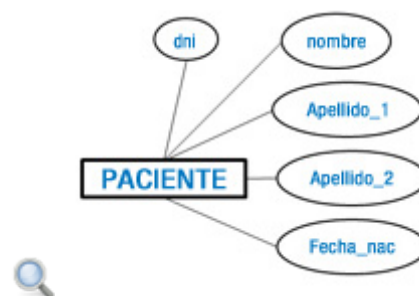 dni
nombre
Apellido_1
PACIENTE
Apellido_2
Fecha_nac